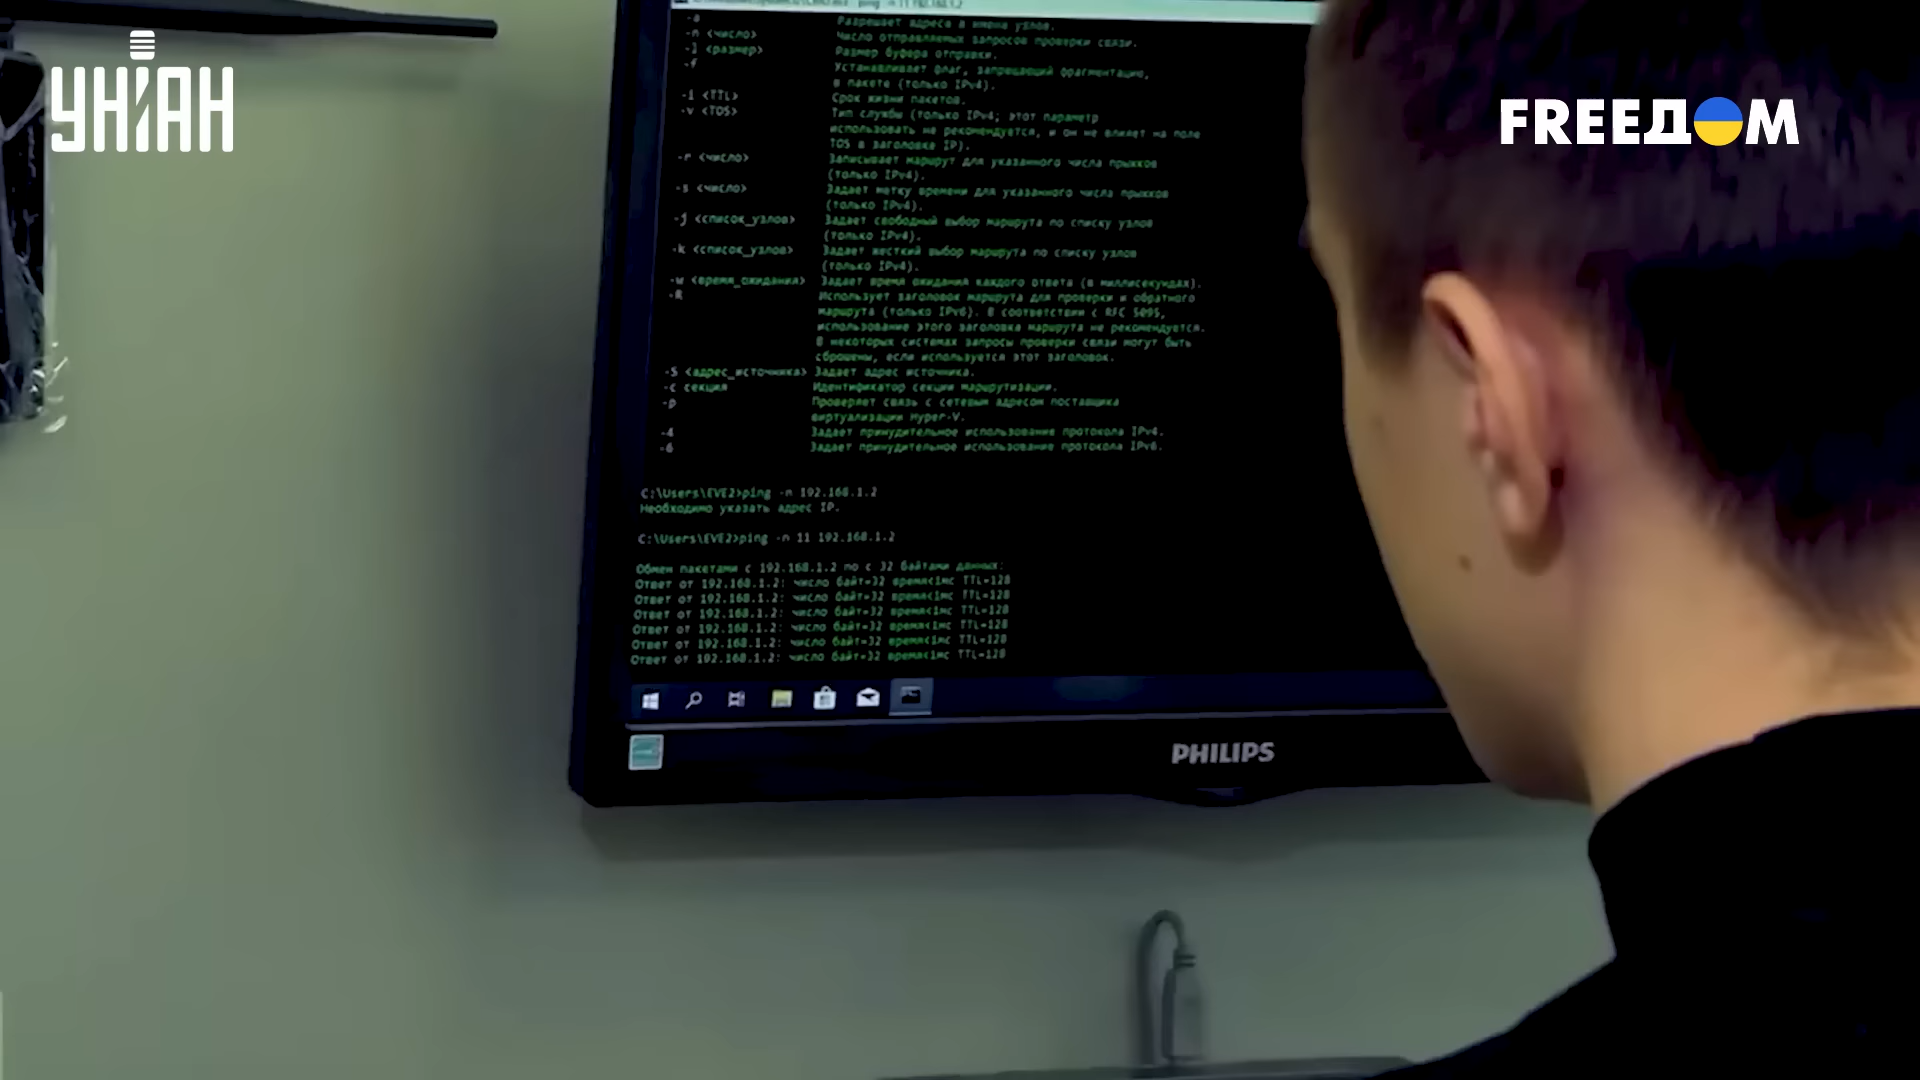 УНІАН
FREEДOM
ping -n 11 192.168.1.2
-a Разрешает адреса в имена узлов.
-n <число> Число отправляемых запросов проверки связи.
-l <размер> Размер буфера отправки.
-f Устанавливает флаг, запрещающий фрагментацию,
в пакете (только IPv4).
-i <TTL> Срок жизни пакетов.
-v <TOS> Тип службы (только IPv4; этот параметр
использовать не рекомендуется, и он не влияет на поле
TOS в заголовке IP).
-r <число> Записывает маршрут для указанного числа прыжков
(только IPv4).
-s <число> Задает метку времени для указанного числа прыжков
(только IPv4).
-j <список_узлов> Задает свободный выбор маршрута по списку узлов
(только IPv4).
-k <список_узлов> Задает жесткий выбор маршрута по списку узлов
(только IPv4).
-w <время_ожидания> Задает время ожидания каждого ответа (в миллисекундах).
-R Использует заголовок маршрута для проверки и обратного
маршрута (только IPv6). В соответствии с RFC 5095,
использование этого заголовка маршрута не рекомендуется.
В некоторых системах запросы проверки связи могут быть
сброшены, если используется этот заголовок.
-S <адрес_источника> Задает адрес источника.
-c секция Идентификатор секции маршрутизации.
-p Проверяет связь с сетевым адресом поставщика
виртуализации Hyper-V.
-4 Задает принудительное использование протокола IPv4.
-6 Задает принудительное использование протокола IPv6.
C:\Users\EVE2>ping -n 192.168.1.2
Необходимо указать адрес IP.
C:\Users\EVE2>ping -n 11 192.168.1.2
Обмен пакетами с 192.168.1.2 по с 32 байтами данных:
Ответ от 192.168.1.2: число байт=32 время<1мс TTL=128
Ответ от 192.168.1.2: число байт=32 время<1мс TTL=128
Ответ от 192.168.1.2: число байт=32 время<1мс TTL=128
Ответ от 192.168.1.2: число байт=32 время<1мс TTL=128
Ответ от 192.168.1.2: число байт=32 время<1мс TTL=128
Ответ от 192.168.1.2: число байт=32 время<1мс TTL=128
PHILIPS